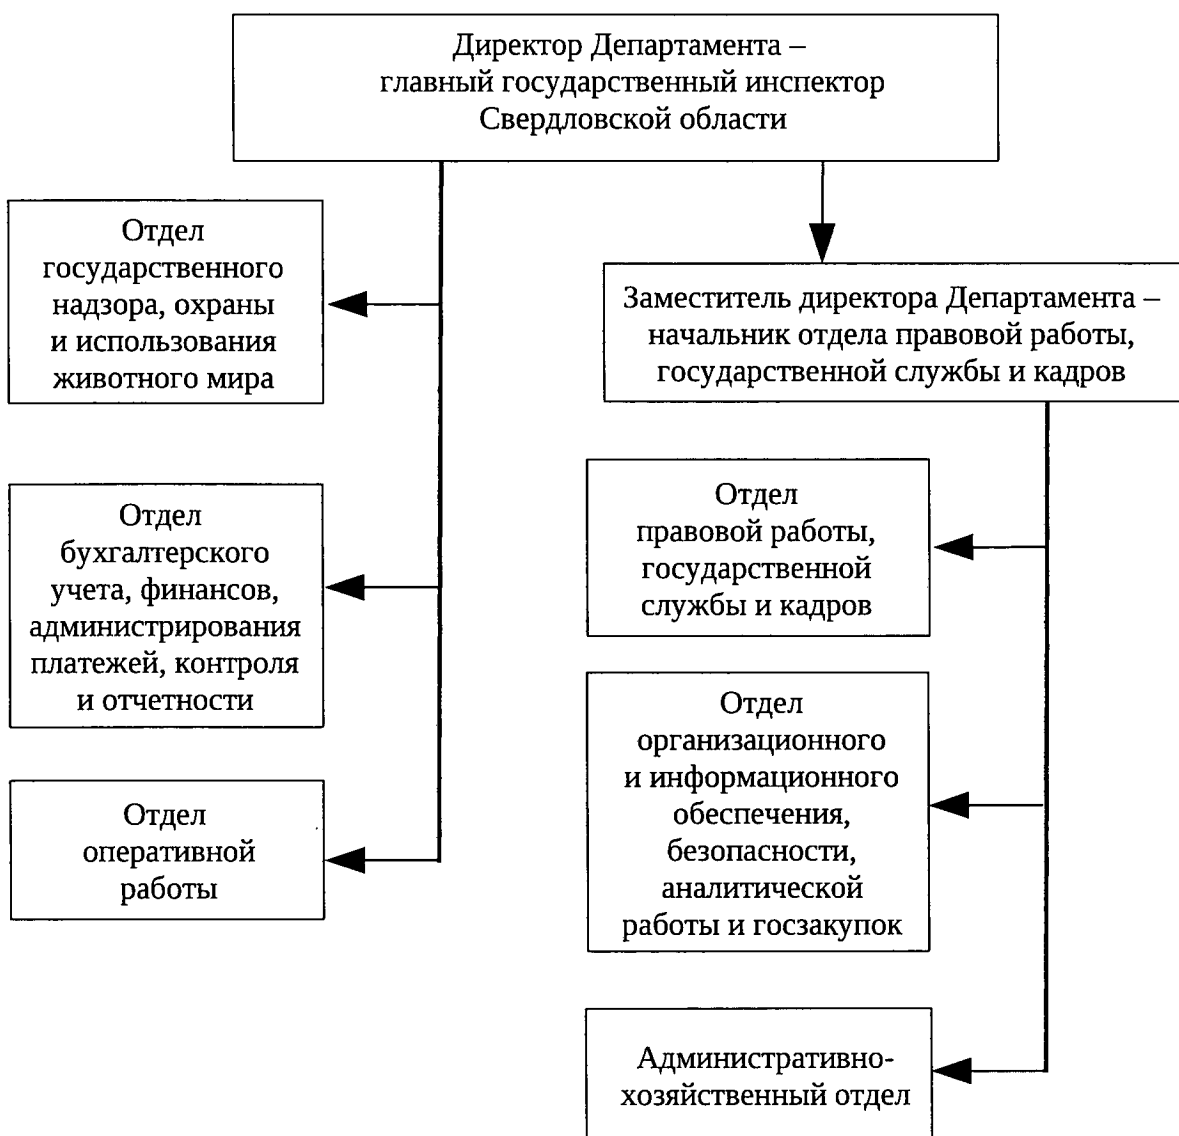 Директор Департамента –
главный государственный инспектор
Свердловской области
Отдел
государственного
надзора, охраны
и использования
животного мира
Отдел
бухгалтерского
учета, финансов,
администрирования
платежей, контроля
и отчетности
Отдел
оперативной
работы
Заместитель директора Департамента –
начальник отдела правовой работы,
государственной службы и кадров
Отдел
правовой работы,
государственной
службы и кадров
Отдел
организационного
и информационного
обеспечения,
безопасности,
аналитической
работы и госзакупок
Административно-
хозяйственный отдел